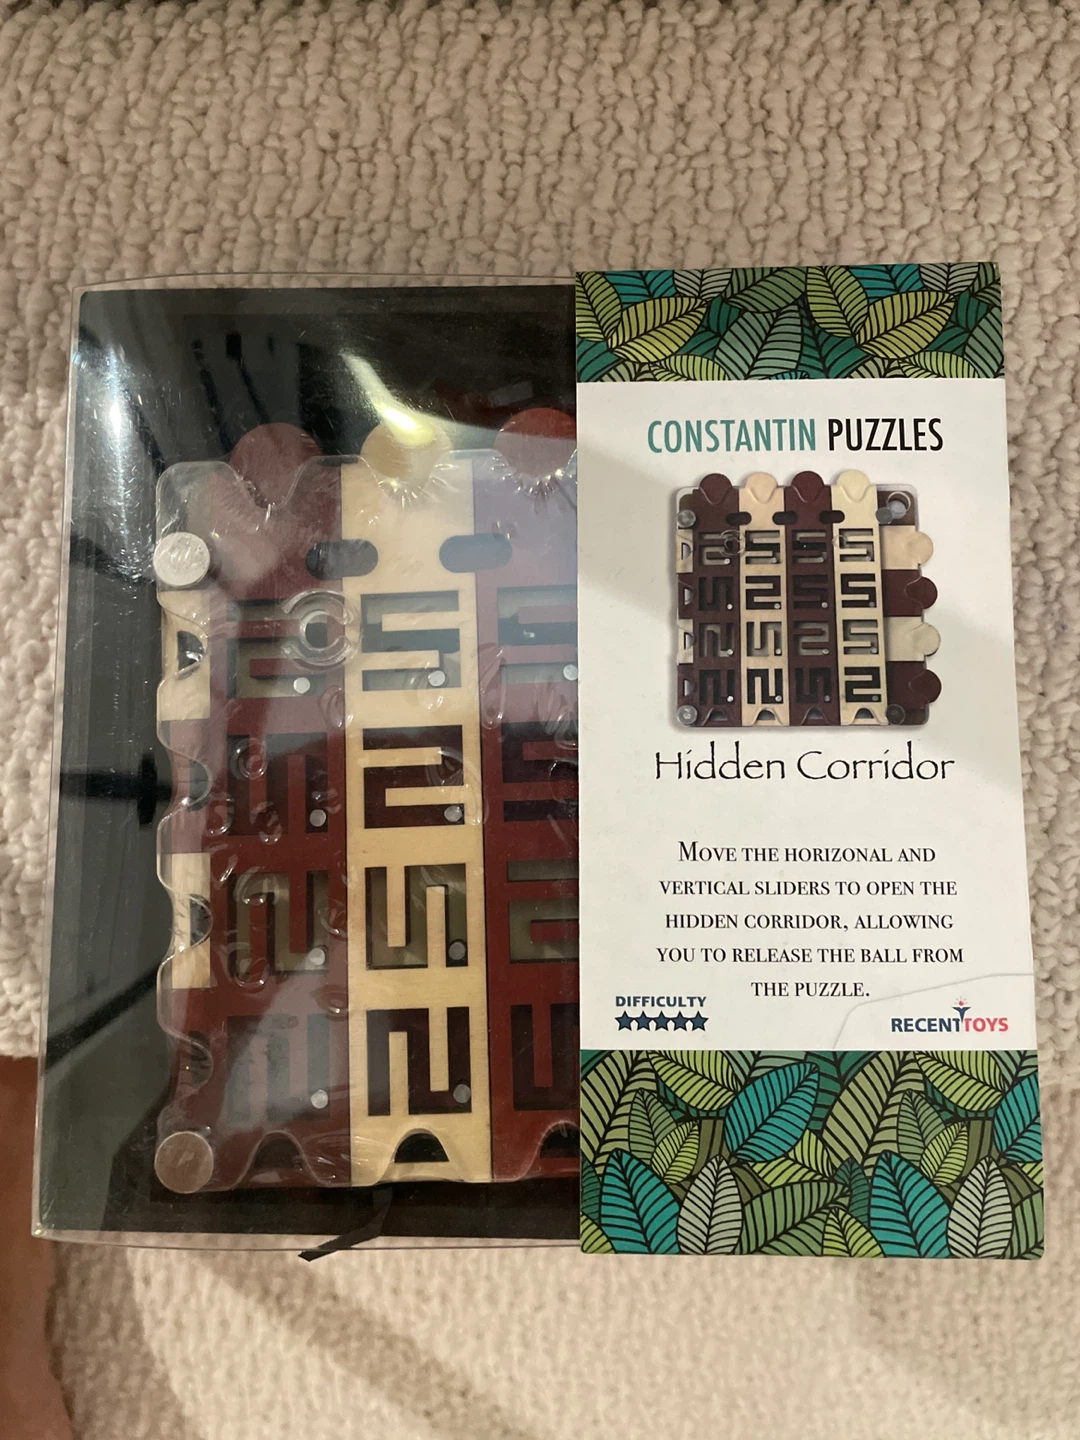 CONSTANTIN PUZZLES
Hidden Corridor
MOVE THE HORIZONAL AND
VERTICAL SLIDERS TO OPEN THE
HIDDEN CORRIDOR, ALLOWING
YOU TO RELEASE THE BALL FROM
THE PUZZLE.
DIFFICULTY
RECENTTOYS